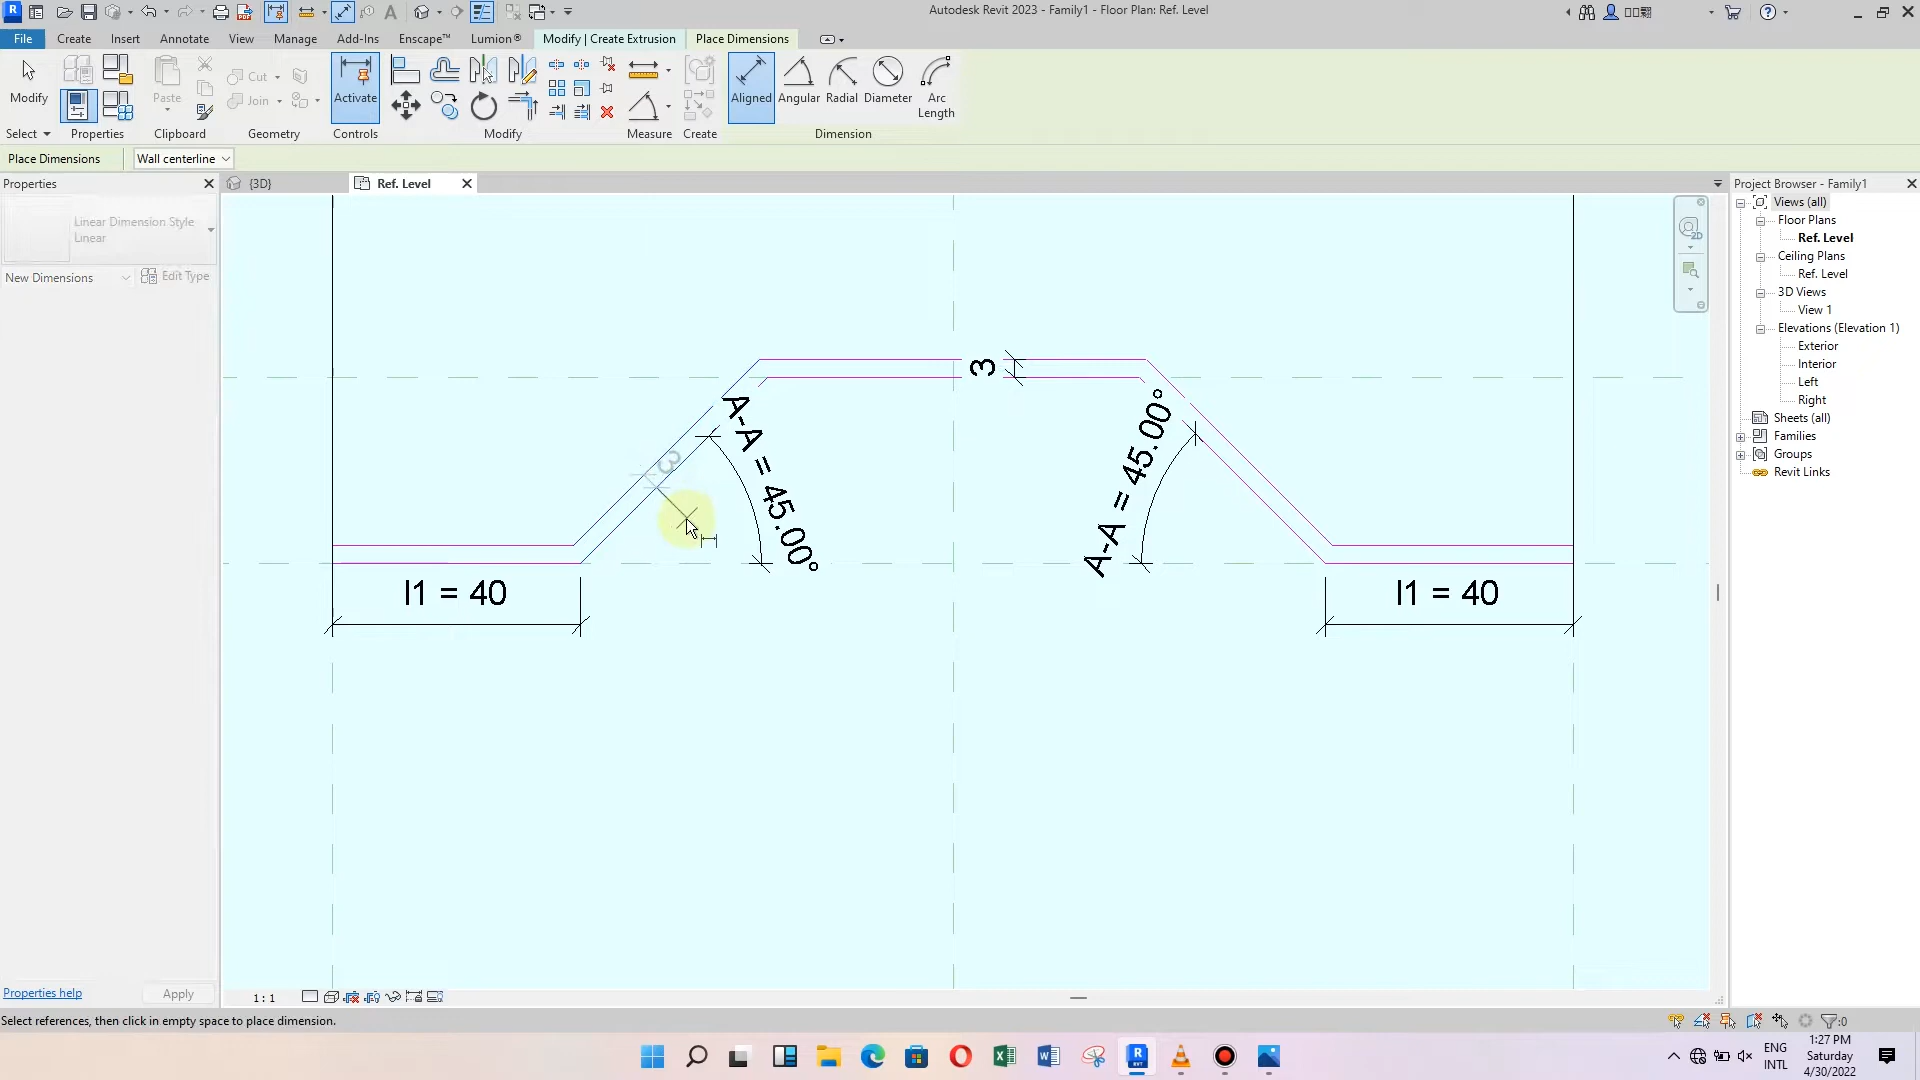 Autodesk Revit 2023 - Family1 - Floor Plan: Ref. Level
File
Create
Insert
Annotate
View
Manage
Add-Ins
Enscape™
Lumion®
Modify | Create Extrusion
Place Dimensions
Modify
Paste
Cut
Join
Activate
Aligned
Angular
Radial
Diameter
Arc
Length
Select
Properties
Clipboard
Geometry
Controls
Modify
Measure
Create
Dimension
Place Dimensions
Wall centerline
Properties
{3D}
Ref. Level
Project Browser - Family1
Linear Dimension Style
Linear
New Dimensions
Edit Type
Views (all)
Floor Plans
Ref. Level
Ceiling Plans
Ref. Level
3D Views
View 1
Elevations (Elevation 1)
Exterior
Interior
Left
Right
Sheets (all)
Families
Groups
Revit Links
2D
3
3
A-A = 45.00°
A-A = 45.00°
l1 = 40
l1 = 40
Properties help
Apply
1 : 1
Select references, then click in empty space to place dimension.
:0
ENG
INTL
1:27 PM
Saturday
4/30/2022